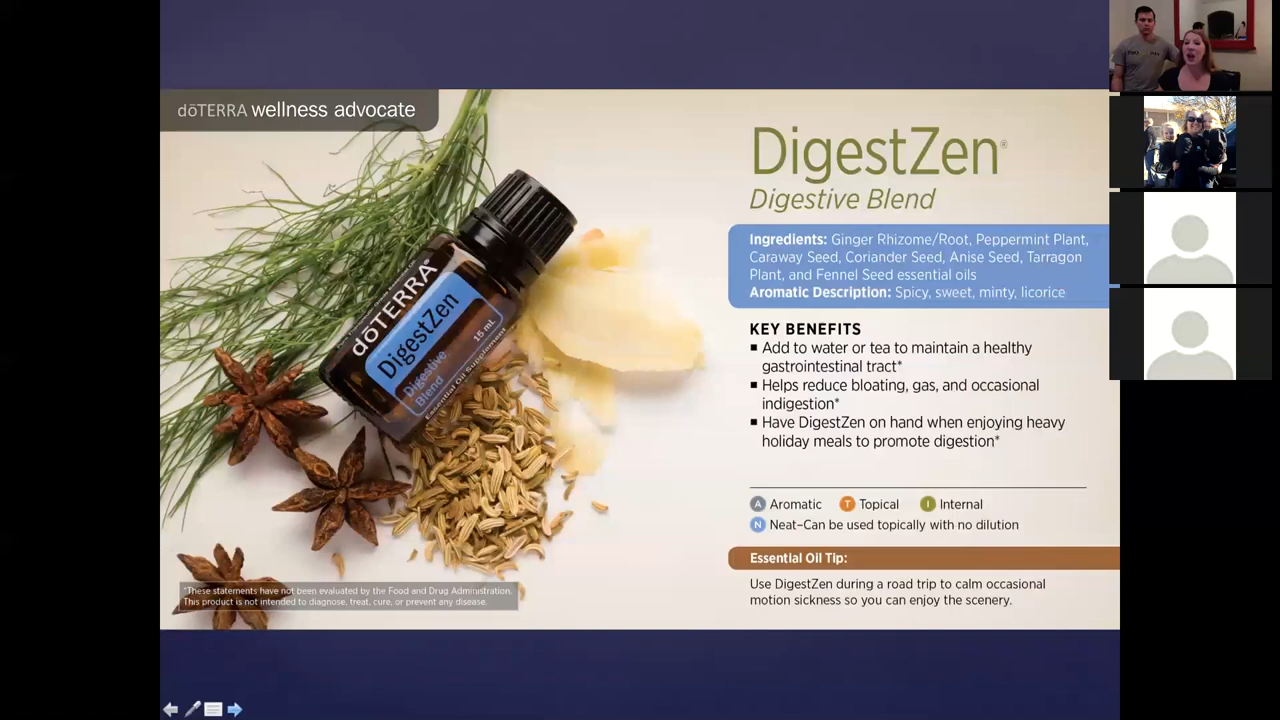 dōTERRA wellness advocate
DigestZen®
Digestive Blend
Ingredients: Ginger Rhizome/Root, Peppermint Plant,
Caraway Seed, Coriander Seed, Anise Seed, Tarragon
Plant, and Fennel Seed essential oils
Aromatic Description: Spicy, sweet, minty, licorice
KEY BENEFITS
▪ Add to water or tea to maintain a healthy
gastrointestinal tract*
▪ Helps reduce bloating, gas, and occasional
indigestion*
▪ Have DigestZen on hand when enjoying heavy
holiday meals to promote digestion*
A Aromatic T Topical I Internal
N Neat–Can be used topically with no dilution
Essential Oil Tip:
Use DigestZen during a road trip to calm occasional
motion sickness so you can enjoy the scenery.
dōTERRA®
DigestZen
Digestive
Blend
15 mL
Essential Oil Supplement
*These statements have not been evaluated by the Food and Drug Administration.
This product is not intended to diagnose, treat, cure, or prevent any disease.